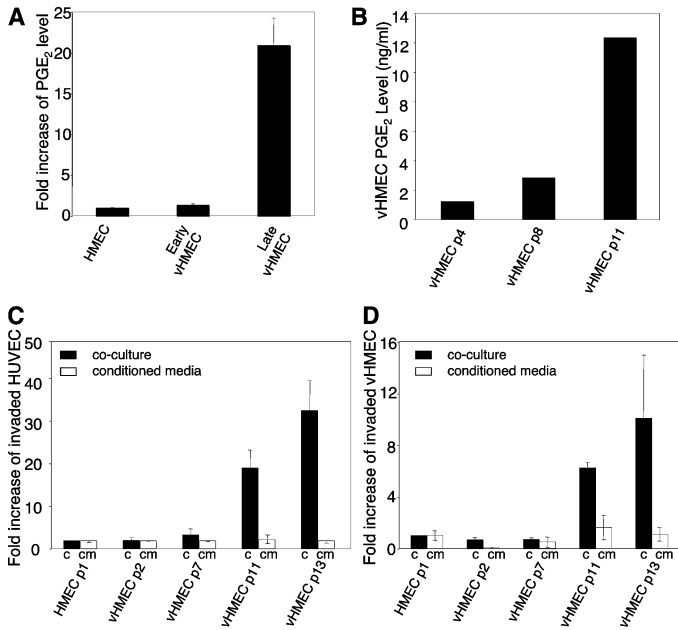 A
Fold increase of PGE2 level
25
20
15
10
5
0
HMEC
Early
vHMEC
Late
vHMEC
B
vHMEC PGE2 Level (ng/ml)
14
12
10
8
6
4
2
0
vHMEC p4
vHMEC p8
vHMEC p11
C
Fold increase of invaded HUVEC
50
40
30
20
10
0
co-culture
conditioned media
c cm c cm c cm c cm c cm
HMEC p1
vHMEC p2
vHMEC p7
vHMEC p11
vHMEC p13
D
Fold increase of invaded vHMEC
16
12
8
4
0
co-culture
conditioned media
c cm c cm c cm c cm c cm
HMEC p1
vHMEC p2
vHMEC p7
vHMEC p11
vHMEC p13